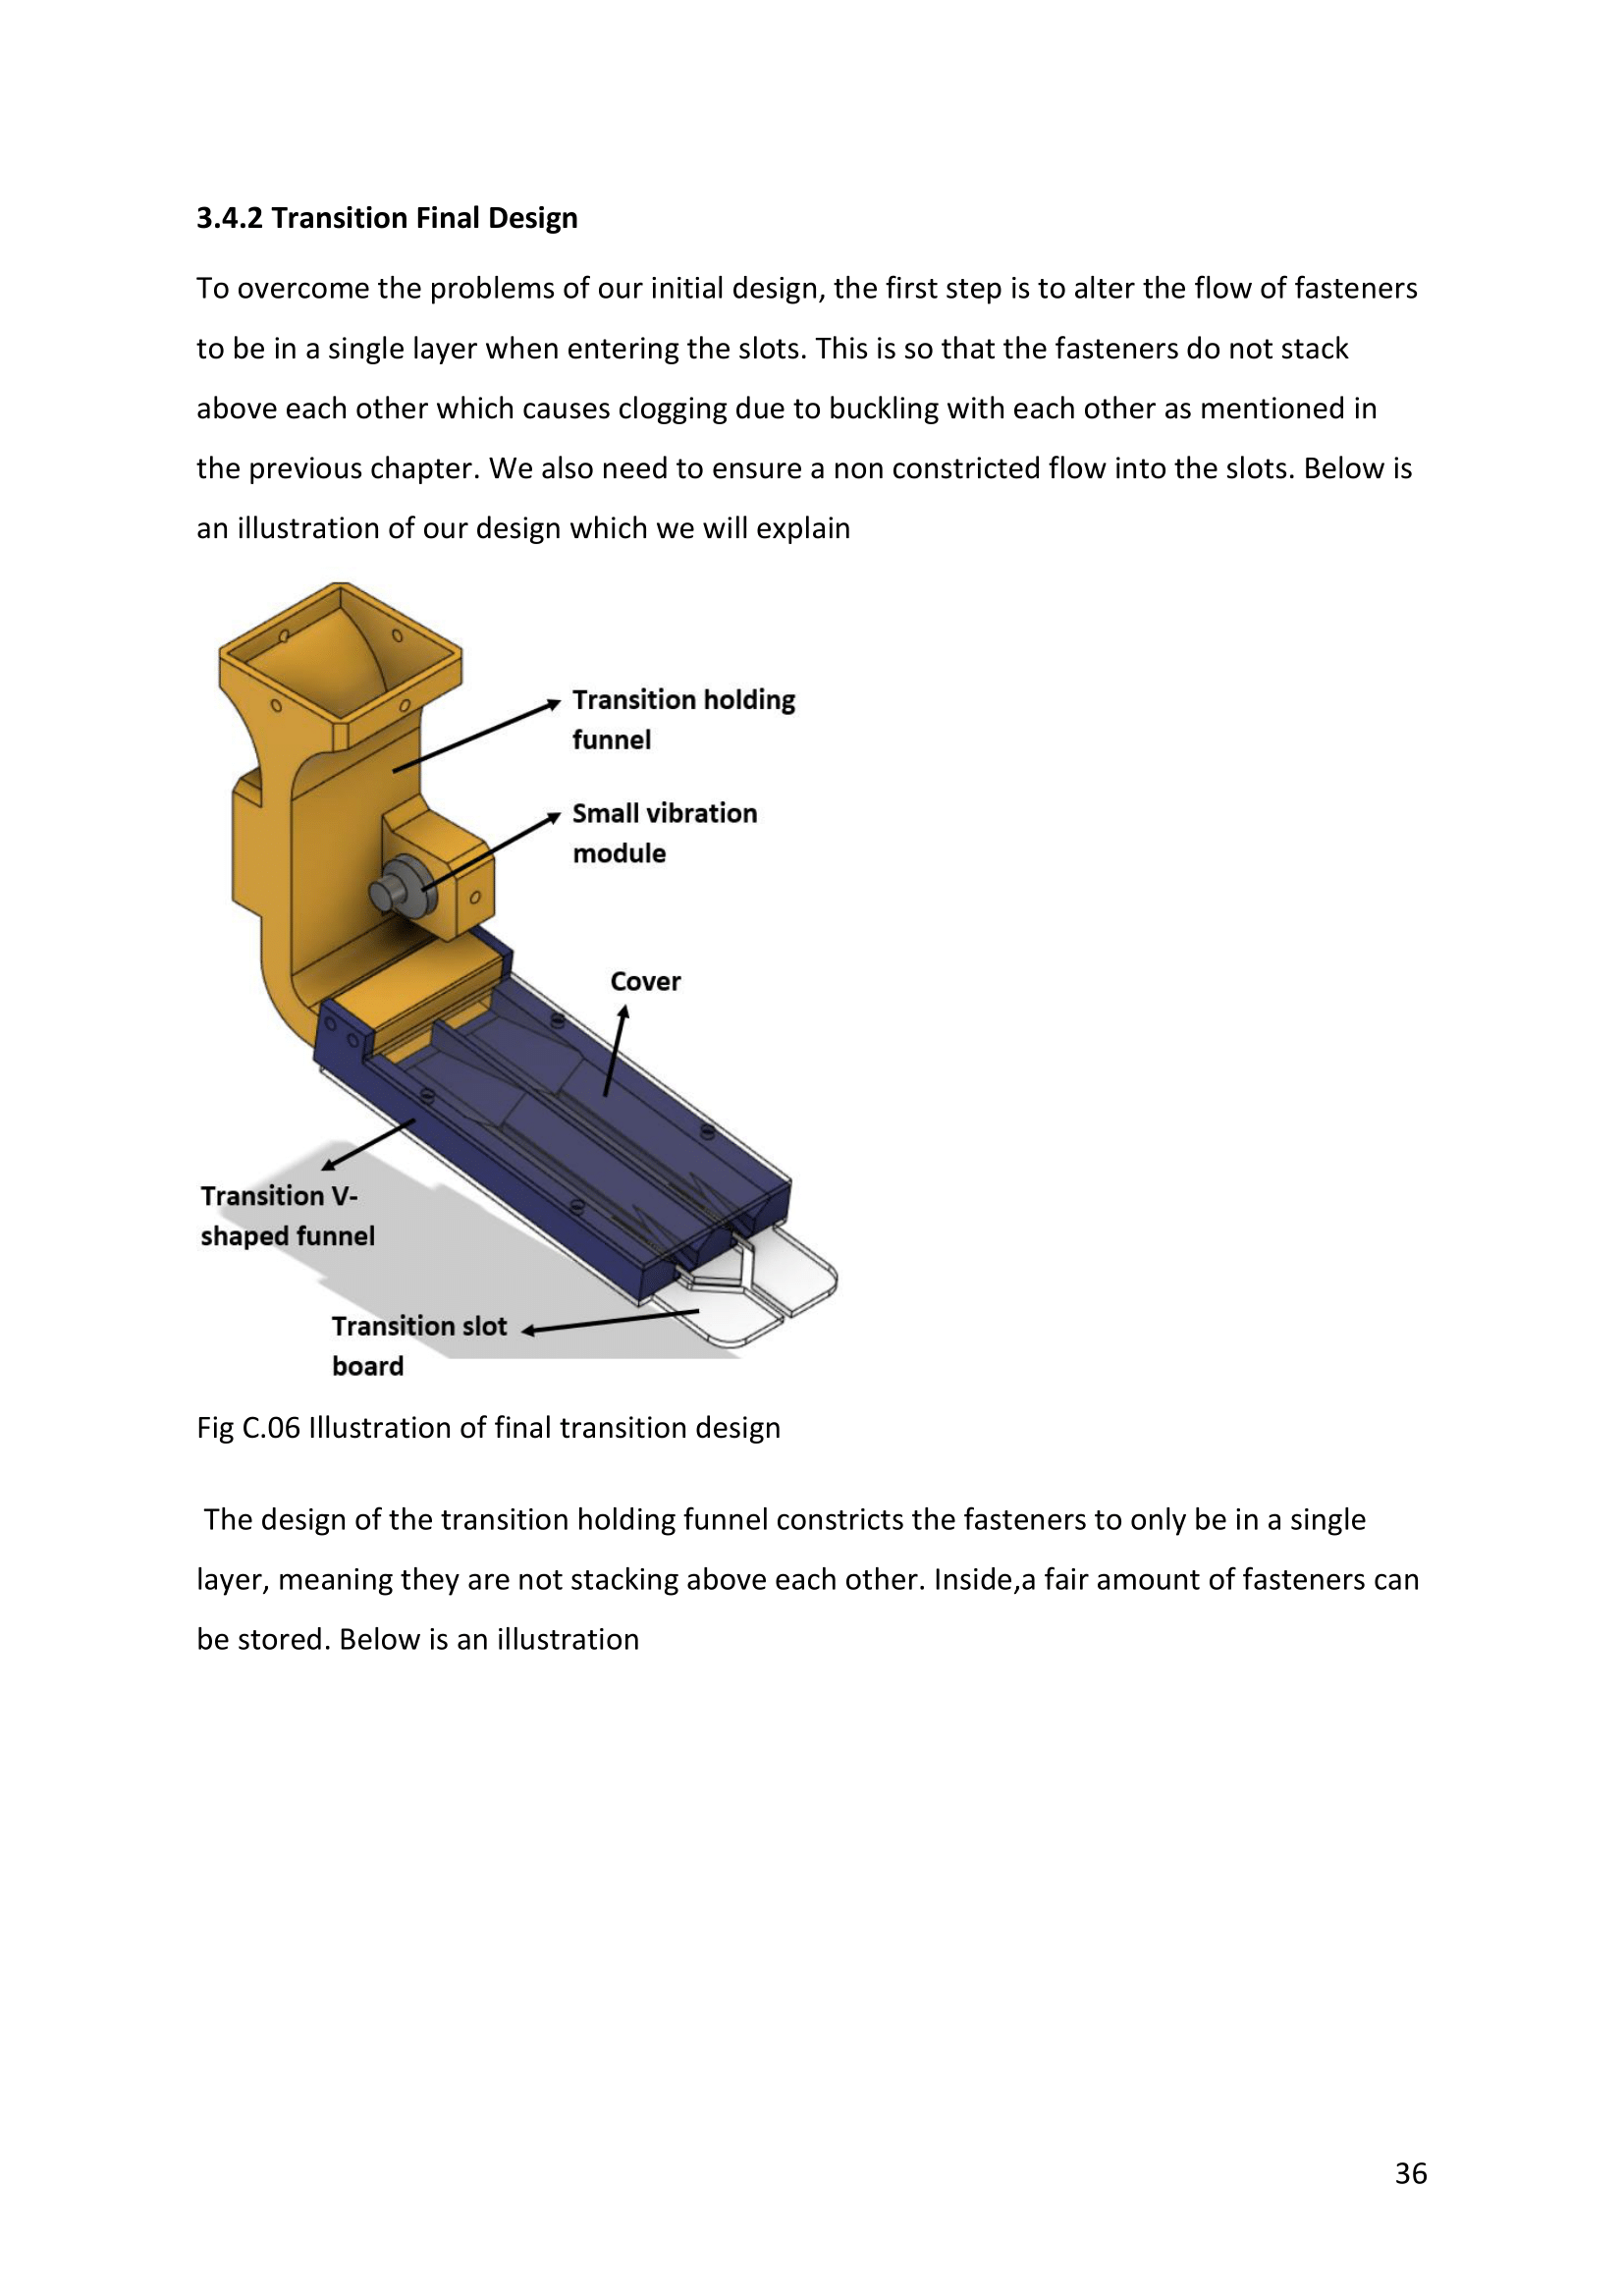 3.4.2 Transition Final Design
To overcome the problems of our initial design, the first step is to alter the flow of fasteners
to be in a single layer when entering the slots. This is so that the fasteners do not stack
above each other which causes clogging due to buckling with each other as mentioned in
the previous chapter. We also need to ensure a non constricted flow into the slots. Below is
an illustration of our design which we will explain
Transition holding
funnel
Small vibration
module
Cover
Transition V-
shaped funnel
Transition slot
board
Fig C.06 Illustration of final transition design
The design of the transition holding funnel constricts the fasteners to only be in a single
layer, meaning they are not stacking above each other. Inside,a fair amount of fasteners can
be stored. Below is an illustration
36